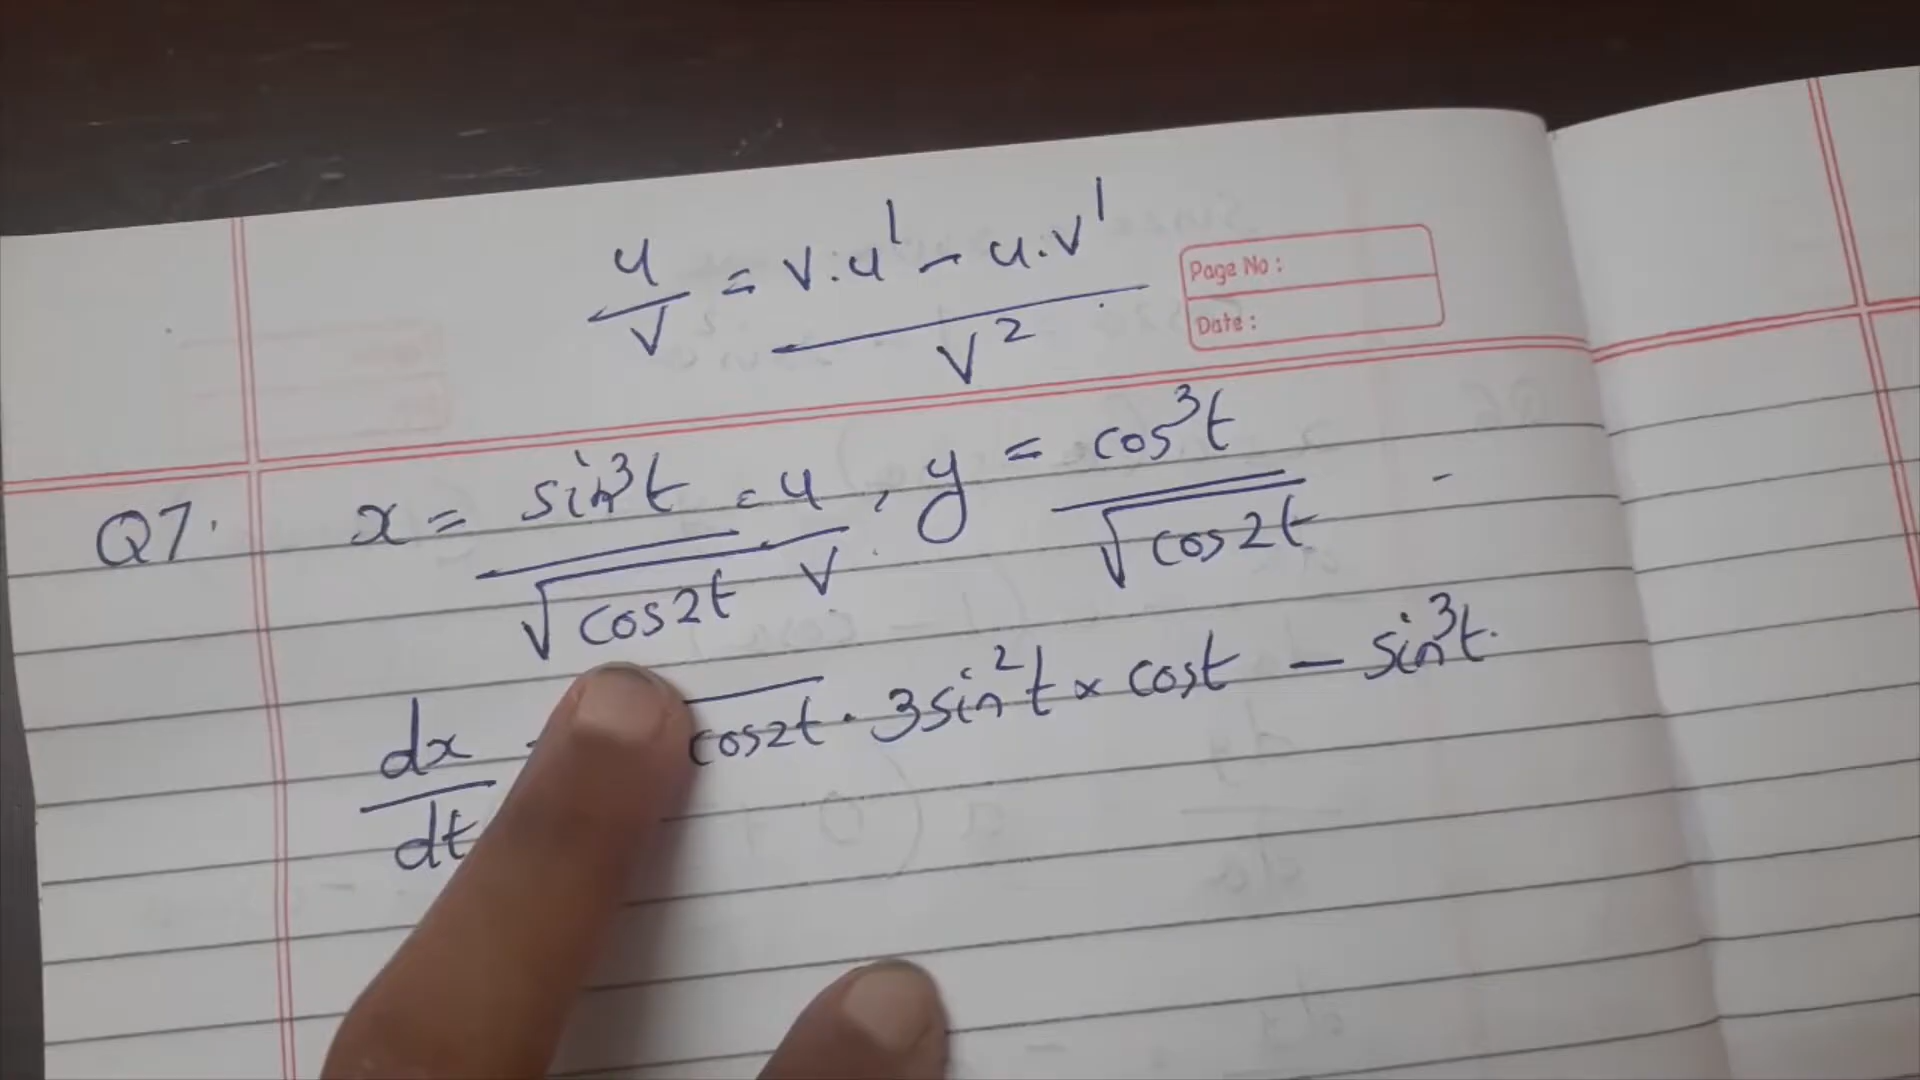 u/v = v.u' - u.v' / v²
Page No :
Date :
Q7. x = sin³t / √cos2t = u/v , y = cos³t / √cos2t
dx/dt cos2t . 3sin²t × cost - sin³t.